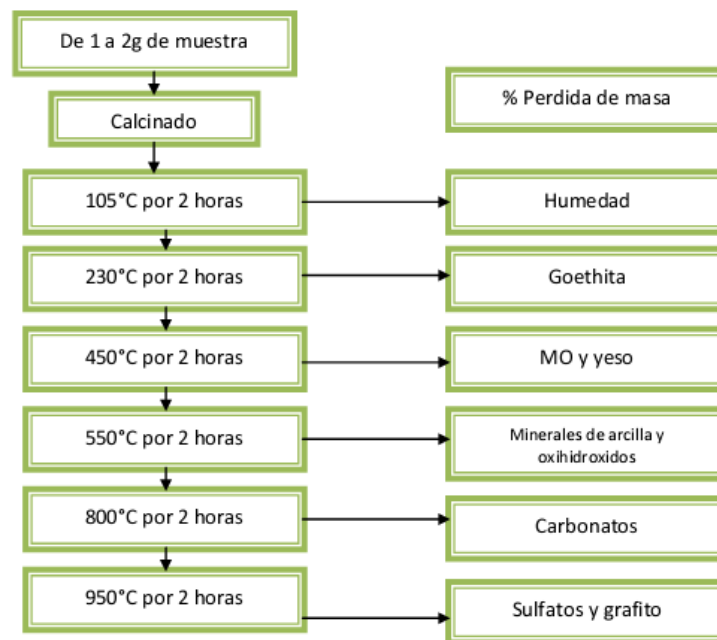 De 1 a 2g de muestra
% Perdida de masa
Calcinado
105°C por 2 horas
Humedad
230°C por 2 horas
Goethita
450°C por 2 horas
MO y yeso
550°C por 2 horas
Minerales de arcilla y
oxihidroxidos
800°C por 2 horas
Carbonatos
950°C por 2 horas
Sulfatos y grafito